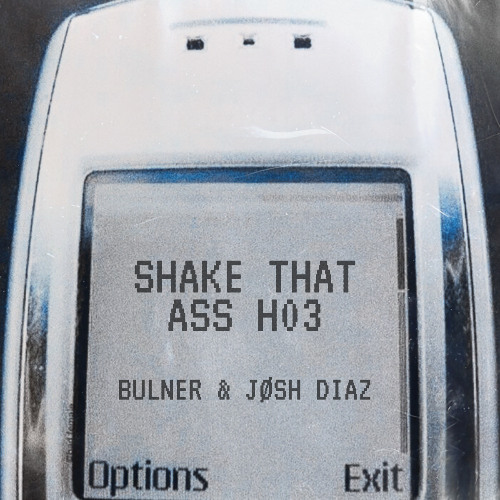 SHAKE THAT
ASS H03
BULNER & JØSH DIAZ
Options Exit